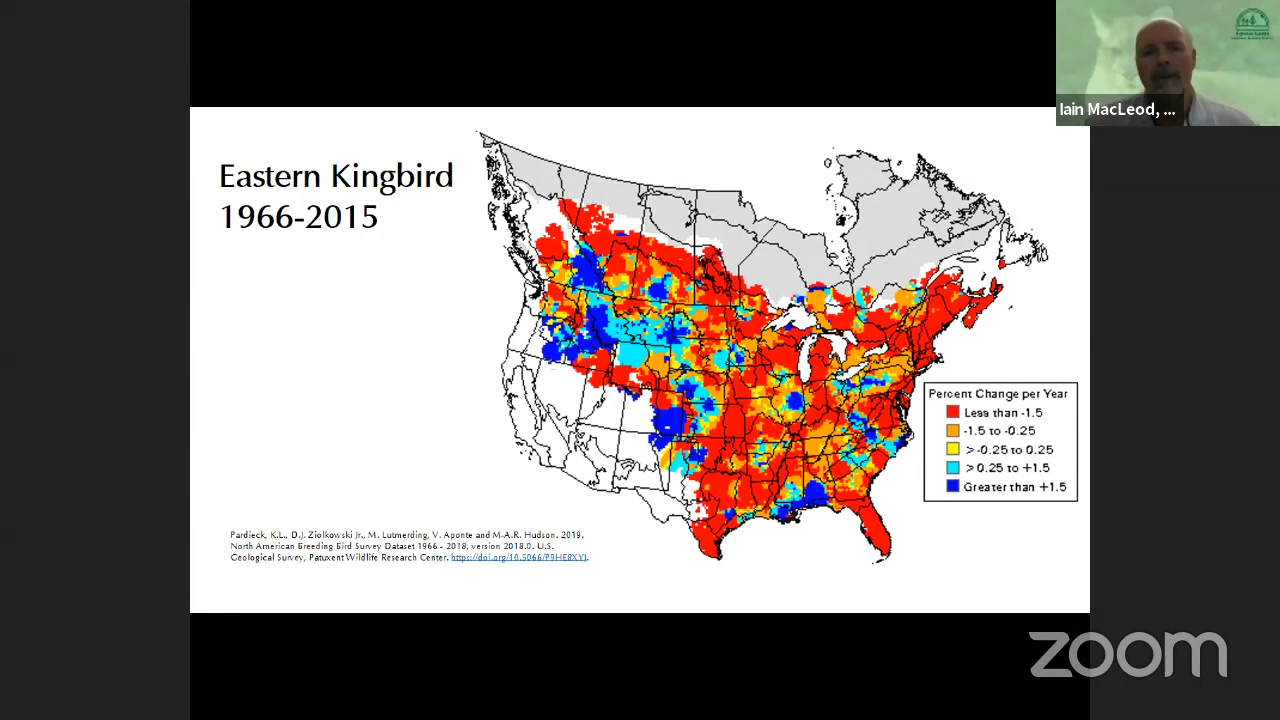 Iain MacLeod, ...
Eastern Kingbird
1966-2015
Percent Change per Year
Less than -1.5
-1.5 to -0.25
> -0.25 to 0.25
> 0.25 to +1.5
Greater than +1.5
Pardieck, K.L., D.J. Ziolkowski Jr., M. Lutmerding, V. Aponte and M-A.R. Hudson. 2019.
North American Breeding Bird Survey Dataset 1966 - 2018, version 2018.0. U.S.
Geological Survey, Patuxent Wildlife Research Center. https://doi.org/10.5066/P9HE8XYJ.
zoom